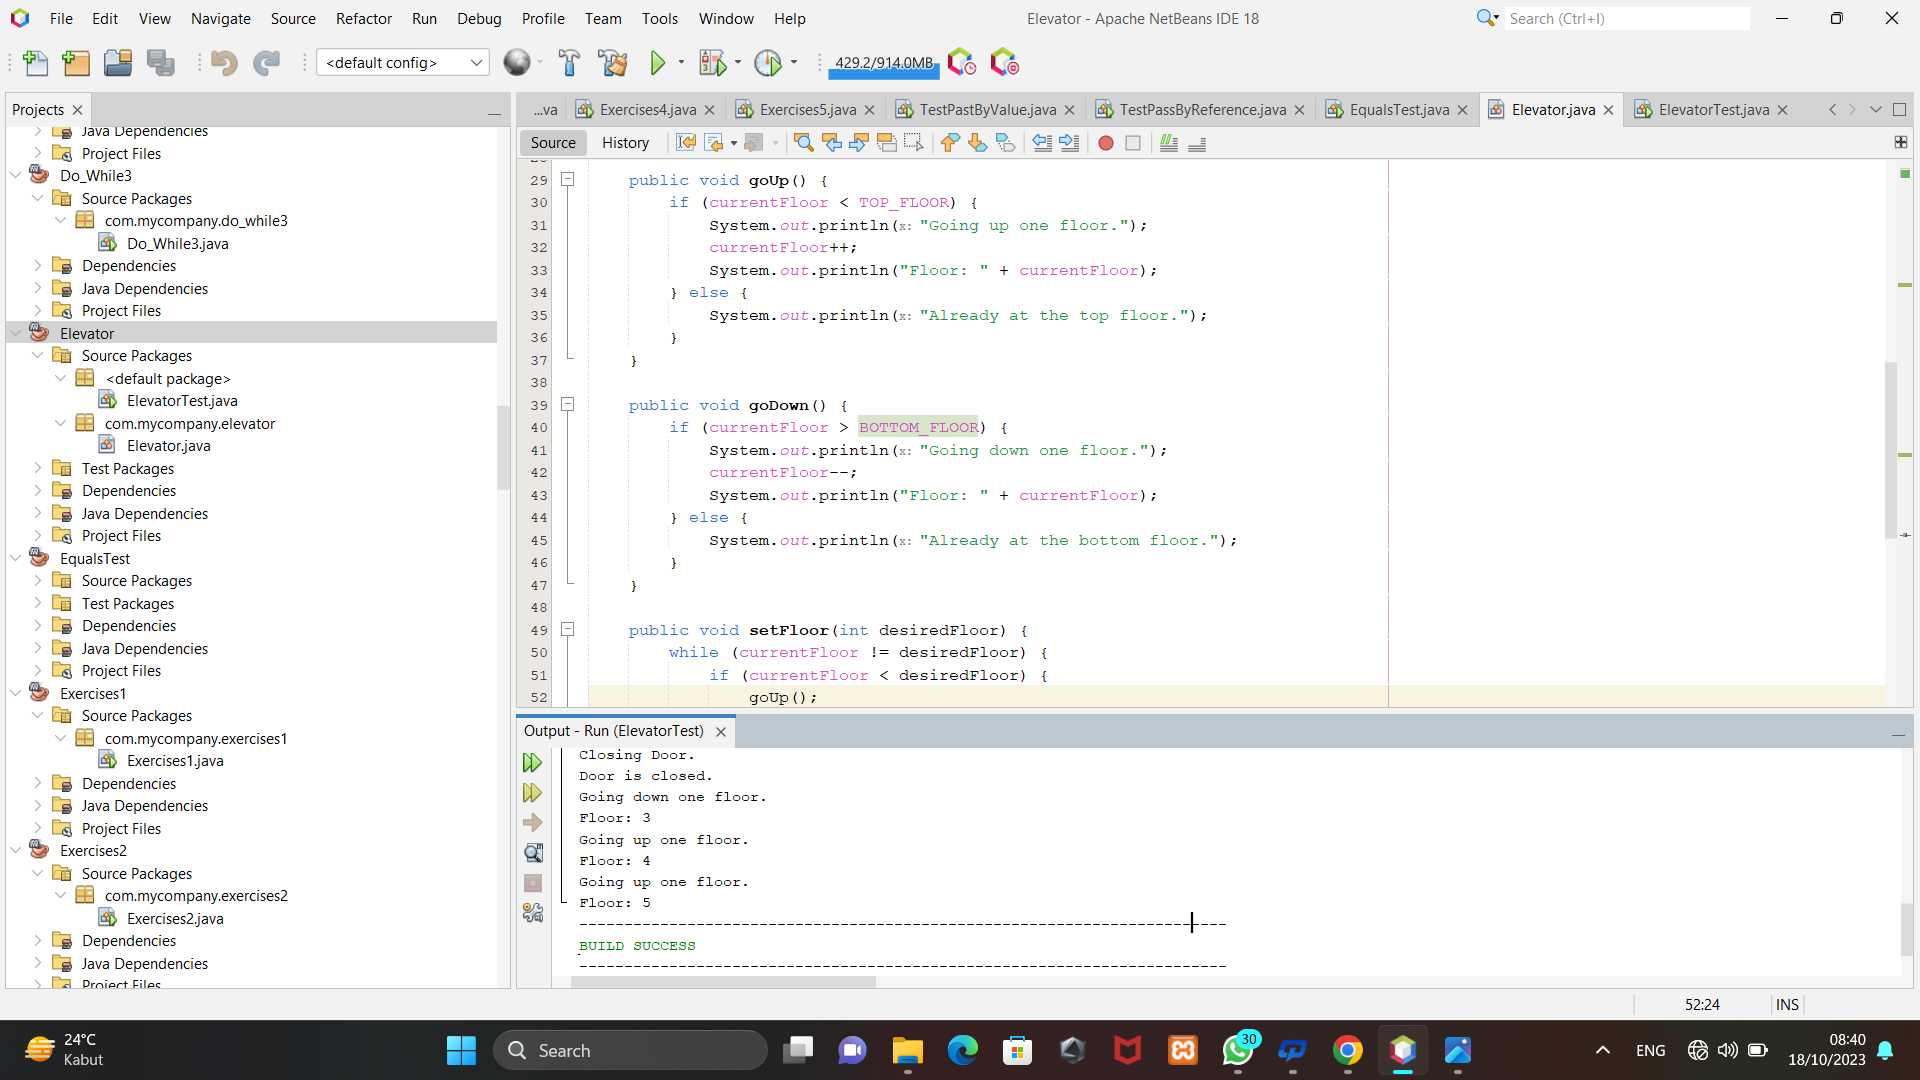 File Edit View Navigate Source Refactor Run Debug Profile Team Tools Window Help
Elevator - Apache NetBeans IDE 18
Search (Ctrl+I)
<default config>
429.2/914.0MB
Projects
Java Dependencies
Project Files
Do_While3
Source Packages
com.mycompany.do_while3
Do_While3.java
Dependencies
Java Dependencies
Project Files
Elevator
Source Packages
<default package>
ElevatorTest.java
com.mycompany.elevator
Elevator.java
Test Packages
Dependencies
Java Dependencies
Project Files
EqualsTest
Source Packages
Test Packages
Dependencies
Java Dependencies
Project Files
Exercises1
Source Packages
com.mycompany.exercises1
Exercises1.java
Dependencies
Java Dependencies
Project Files
Exercises2
Source Packages
com.mycompany.exercises2
Exercises2.java
Dependencies
Java Dependencies
Project Files
...va Exercises4.java Exercises5.java TestPastByValue.java TestPassByReference.java EqualsTest.java Elevator.java ElevatorTest.java
Source History
29 public void goUp() {
30 if (currentFloor < TOP_FLOOR) {
31 System.out.println(x: "Going up one floor.");
32 currentFloor++;
33 System.out.println("Floor: " + currentFloor);
34 } else {
35 System.out.println(x: "Already at the top floor.");
36 }
37 }
38
39 public void goDown() {
40 if (currentFloor > BOTTOM_FLOOR) {
41 System.out.println(x: "Going down one floor.");
42 currentFloor--;
43 System.out.println("Floor: " + currentFloor);
44 } else {
45 System.out.println(x: "Already at the bottom floor.");
46 }
47 }
48
49 public void setFloor(int desiredFloor) {
50 while (currentFloor != desiredFloor) {
51 if (currentFloor < desiredFloor) {
52 goUp();
Output - Run (ElevatorTest)
Closing Door.
Door is closed.
Going down one floor.
Floor: 3
Going up one floor.
Floor: 4
Going up one floor.
Floor: 5
------------------------------------------------------------------------
BUILD SUCCESS
------------------------------------------------------------------------
52:24 INS
24°C
Kabut
Search
30
ENG
08:40
18/10/2023